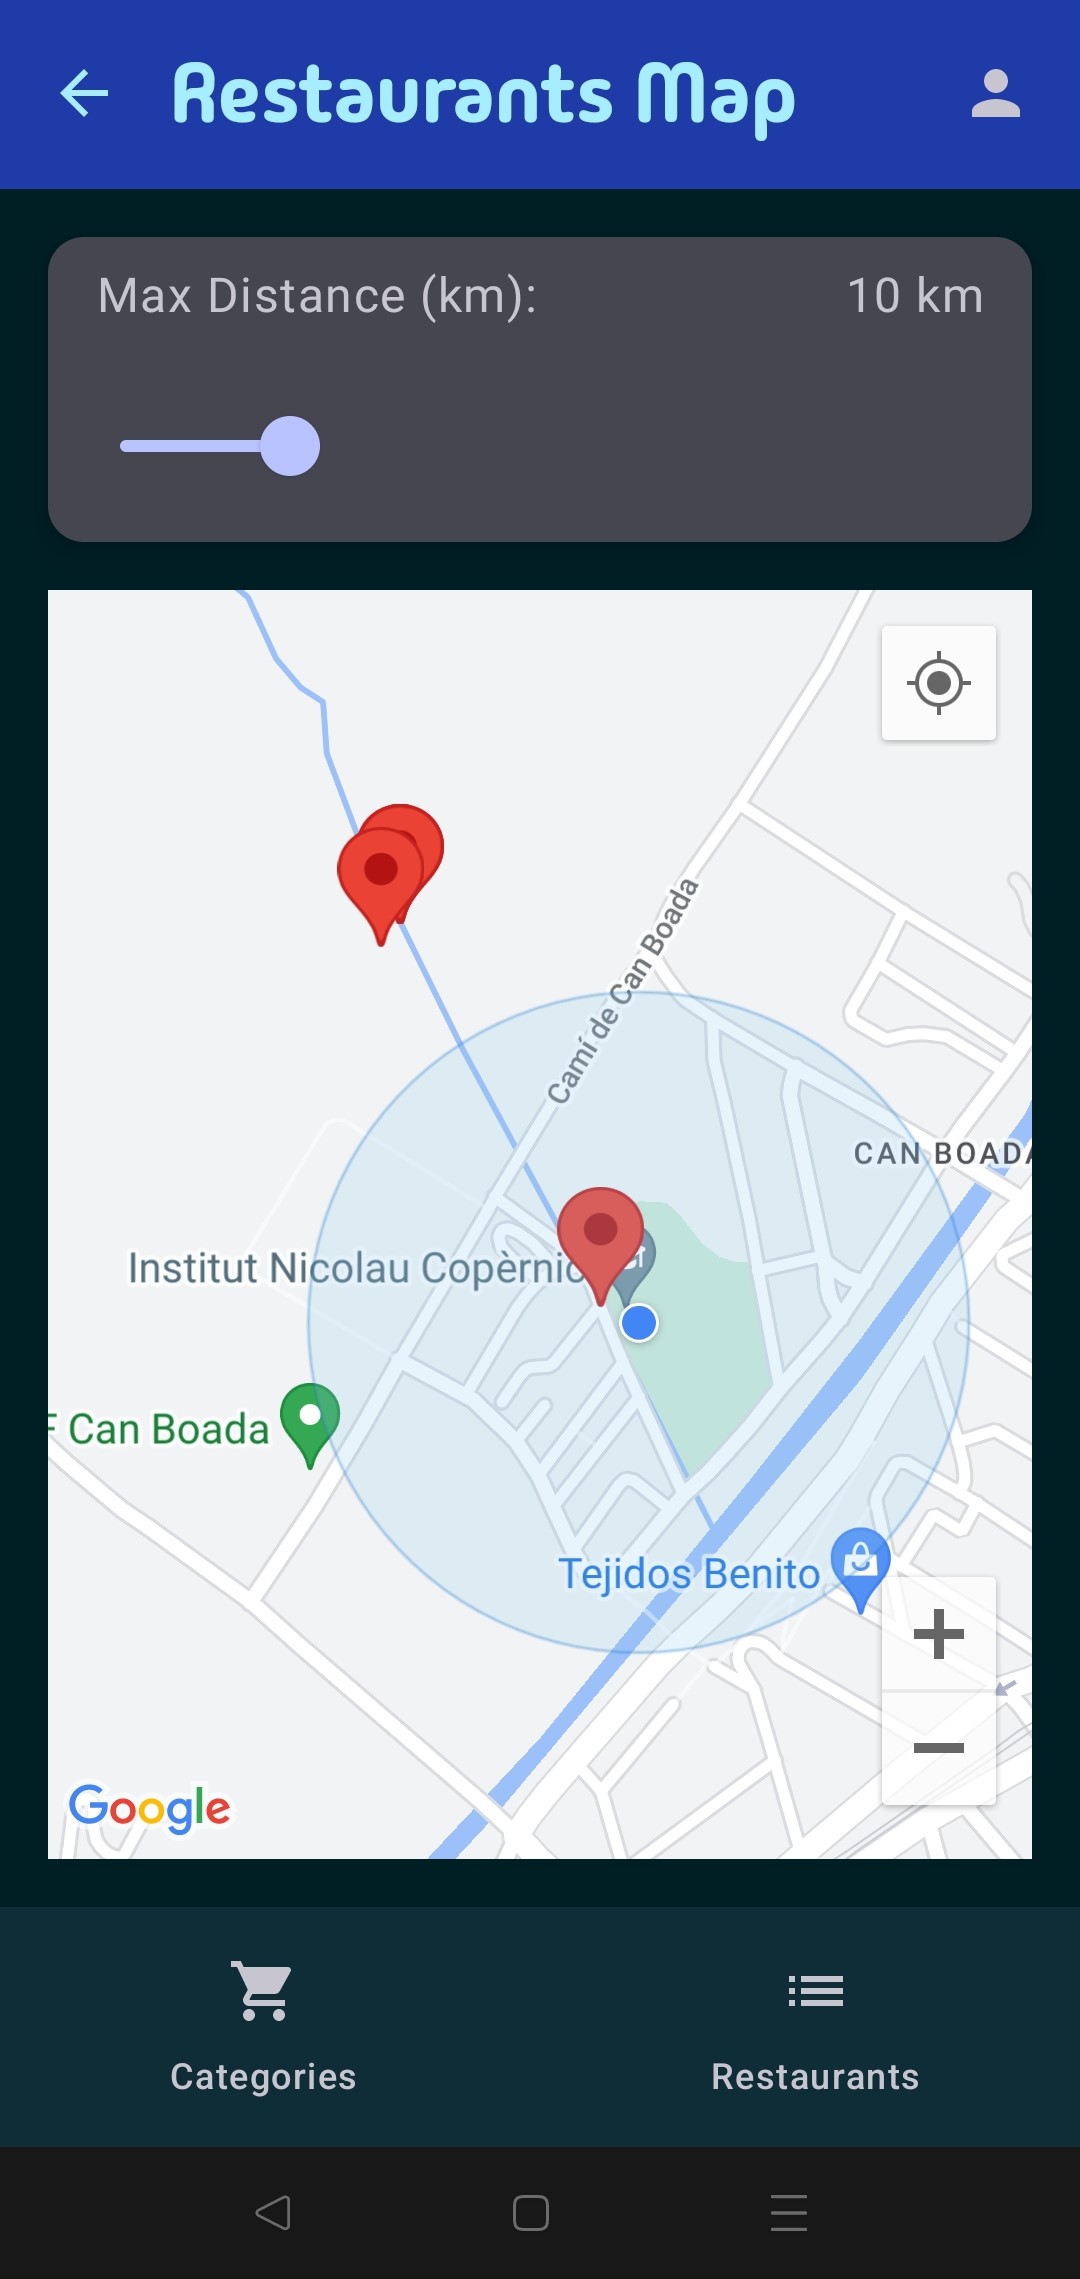 Restaurants Map
Max Distance (km):
10 km
Camí de Can Boada
CAN BOADA
Institut Nicolau Copèrnic
F Can Boada
Tejidos Benito
Google
Categories
Restaurants